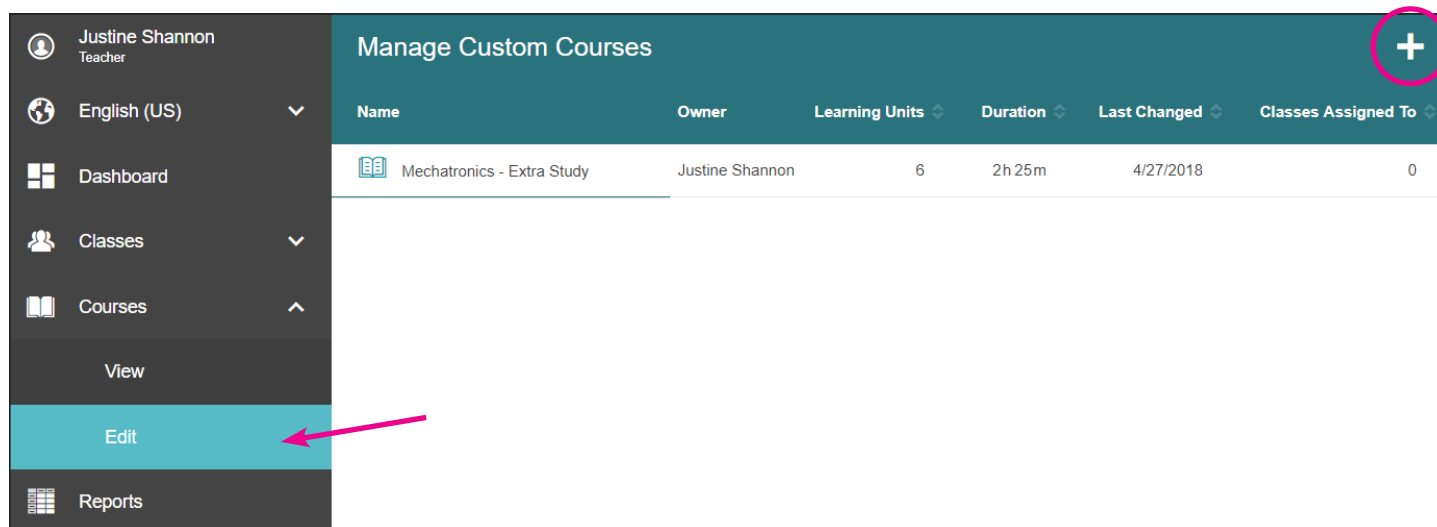 Justine Shannon
Teacher
English (US)
Dashboard
Classes
Courses
View
Edit
Reports
Manage Custom Courses
Name Owner Learning Units Duration Last Changed Classes Assigned To
Mechatronics - Extra Study Justine Shannon 6 2h 25m 4/27/2018 0